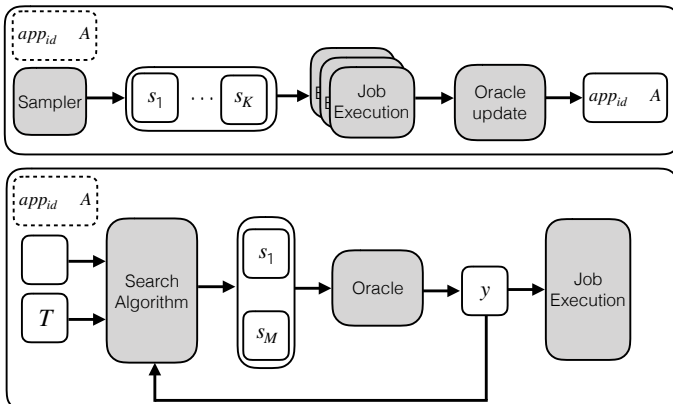 app_id A
Sampler
s_1 ... s_K
Job
Execution
Oracle
update
app_id A
app_id A
Search
Algorithm
T
s_1
s_M
Oracle
y
Job
Execution